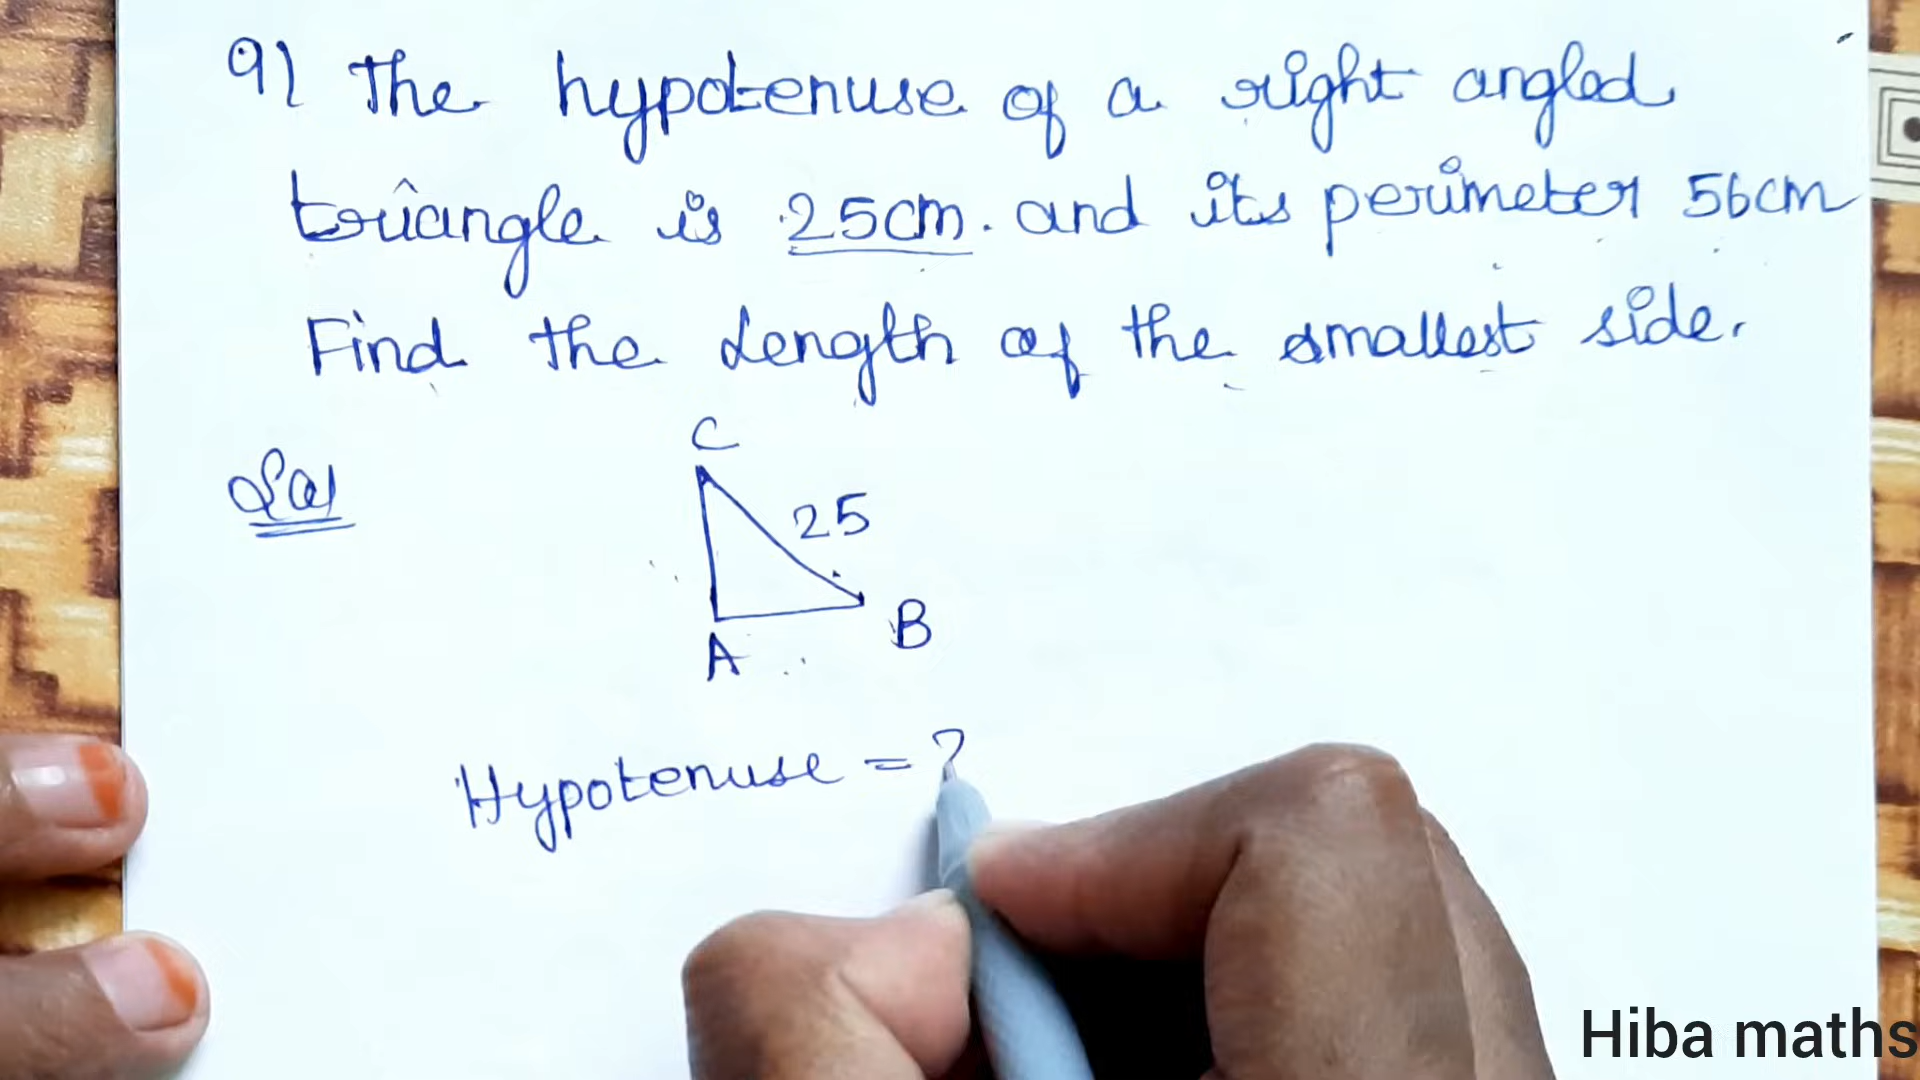 9) The hypotenuse of a right angled
triangle is 25cm. and its perimeter 56cm
Find the Length of the smallest side.
Sol
C
25
B
A
Hypotenuse = 2
Hiba maths